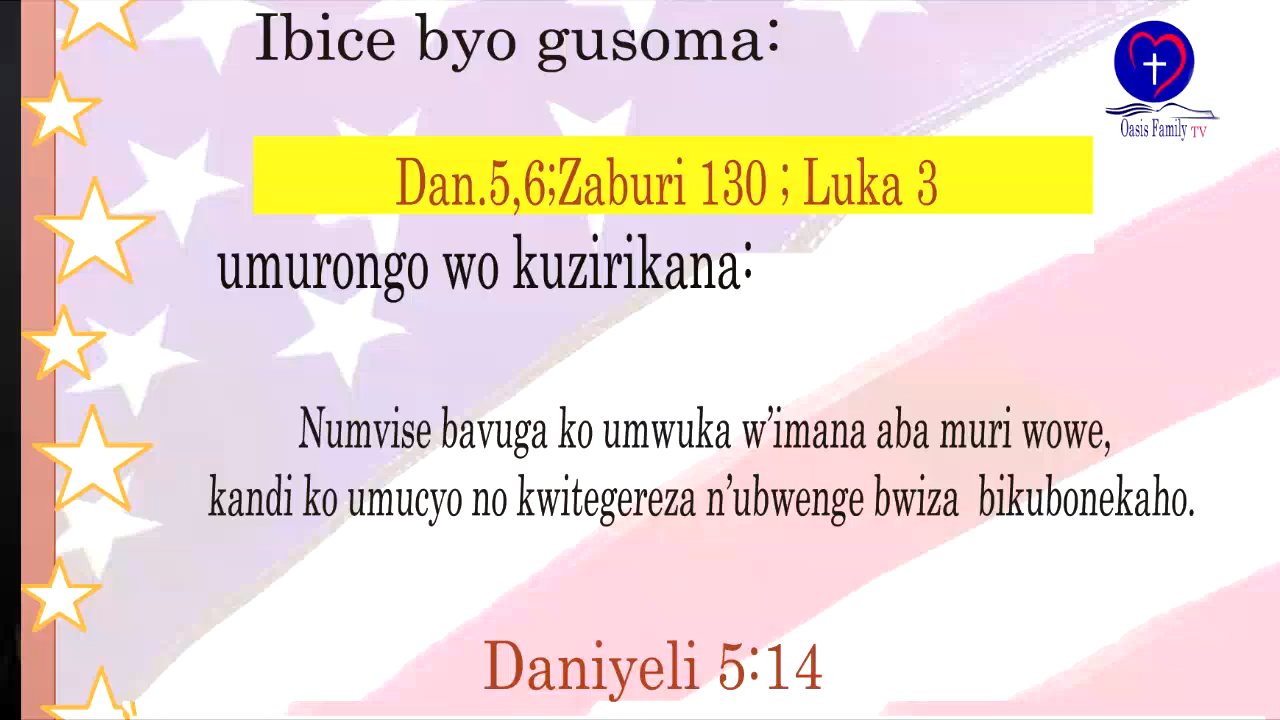 Ibice byo gusoma:
Oasis Family TV
Dan.5,6;Zaburi 130 ; Luka 3
umurongo wo kuzirikana:
Numvise bavuga ko umwuka w’imana aba muri wowe,
kandi ko umucyo no kwitegereza n’ubwenge bwiza bikubonekaho.
Daniyeli 5:14